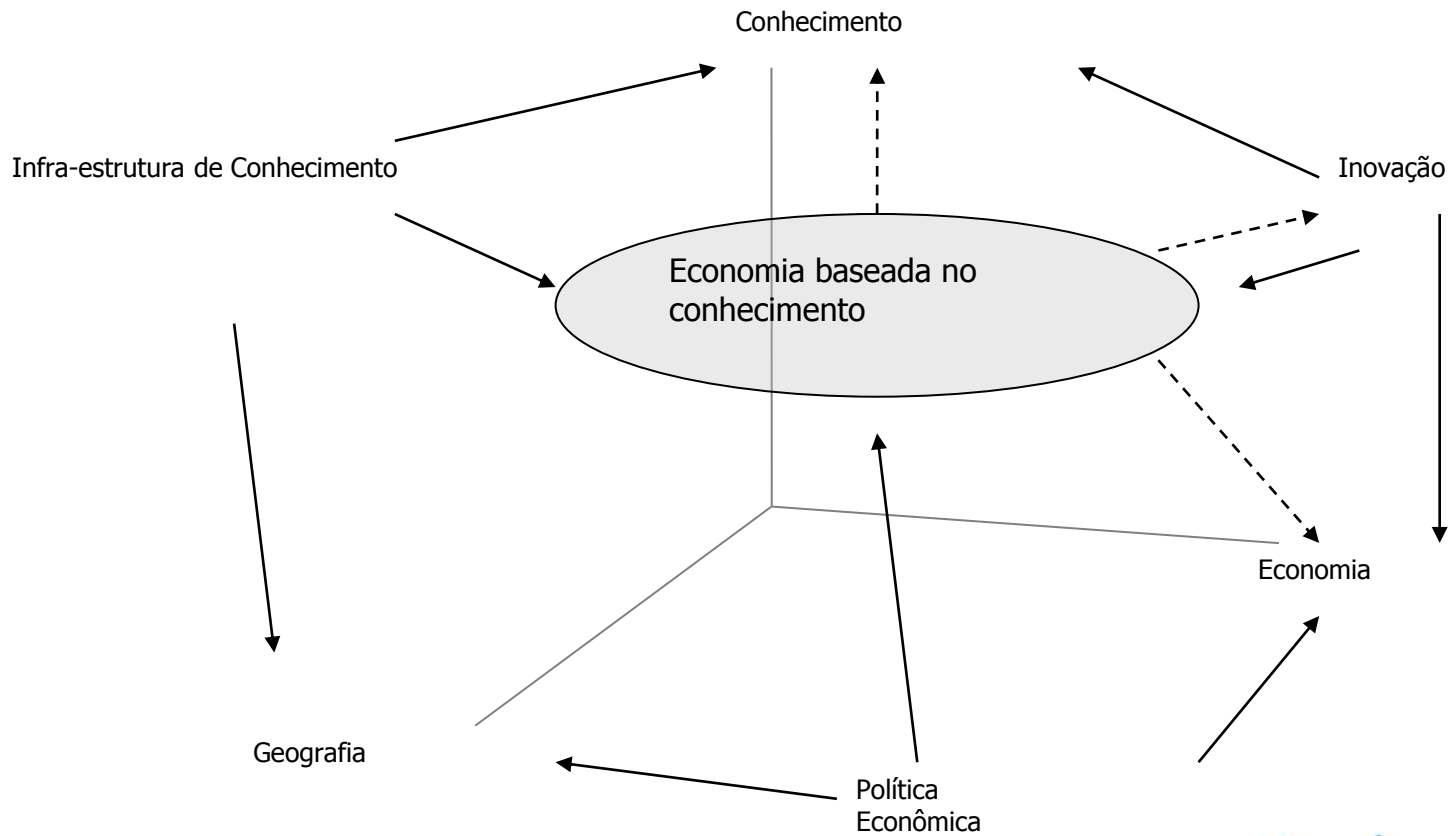 Conhecimento
Infra-estrutura de Conhecimento
Inovação
Economia baseada no
conhecimento
Economia
Geografia
Política
Econômica